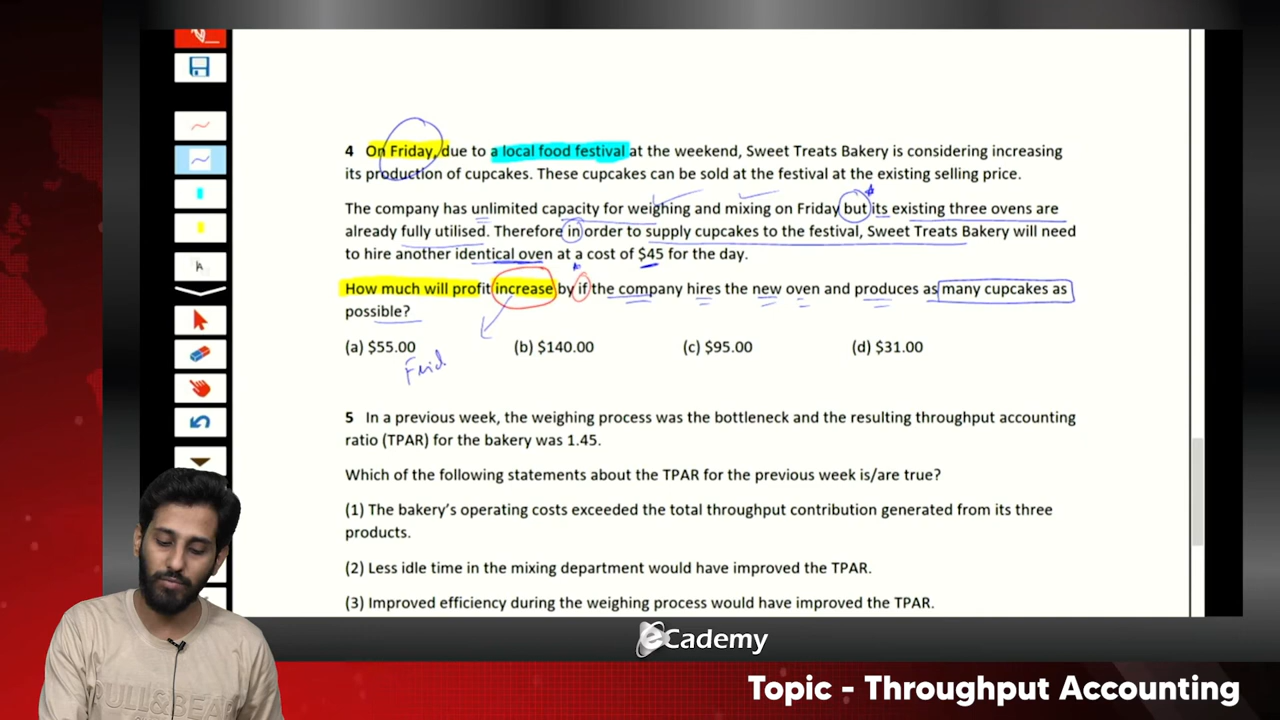 4 On Friday, due to a local food festival at the weekend, Sweet Treats Bakery is considering increasing
its production of cupcakes. These cupcakes can be sold at the festival at the existing selling price.
The company has unlimited capacity for weighing and mixing on Friday but its existing three ovens are
already fully utilised. Therefore in order to supply cupcakes to the festival, Sweet Treats Bakery will need
to hire another identical oven at a cost of $45 for the day.
How much will profit increase by if the company hires the new oven and produces as many cupcakes as
possible?
(a) $55.00 (b) $140.00 (c) $95.00 (d) $31.00
Frid
5 In a previous week, the weighing process was the bottleneck and the resulting throughput accounting
ratio (TPAR) for the bakery was 1.45.
Which of the following statements about the TPAR for the previous week is/are true?
(1) The bakery's operating costs exceeded the total throughput contribution generated from its three
products.
(2) Less idle time in the mixing department would have improved the TPAR.
(3) Improved efficiency during the weighing process would have improved the TPAR.
eCademy
PULL&BEAR
Topic - Throughput Accounting